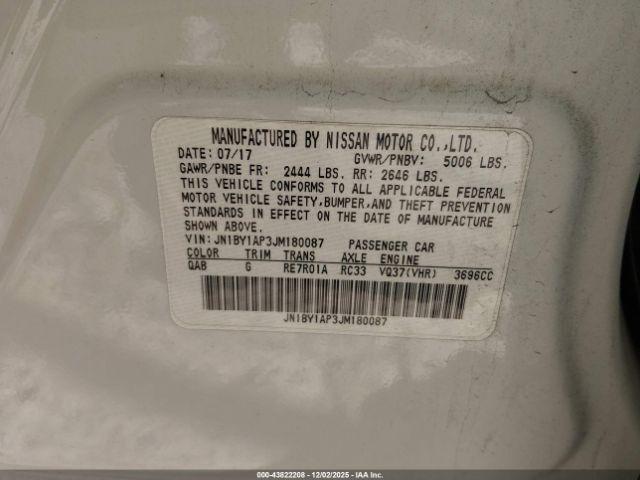 MANUFACTURED BY NISSAN MOTOR CO.,LTD.
DATE: 07/17 GVWR/PNBV: 5006 LBS.
GAWR/PNBE FR: 2444 LBS. RR: 2646 LBS.
THIS VEHICLE CONFORMS TO ALL APPLICABLE FEDERAL
MOTOR VEHICLE SAFETY, BUMPER, AND THEFT PREVENTION
STANDARDS IN EFFECT ON THE DATE OF MANUFACTURE
SHOWN ABOVE.
VIN: JN1BY1AP3JM180087 PASSENGER CAR
COLOR TRIM TRANS AXLE ENGINE
QAB G RE7R01A RC33 VQ37(VHR) 3696CC
JN1BY1AP3JM180087
000-43822208 - 12/02/2025 - IAA Inc.